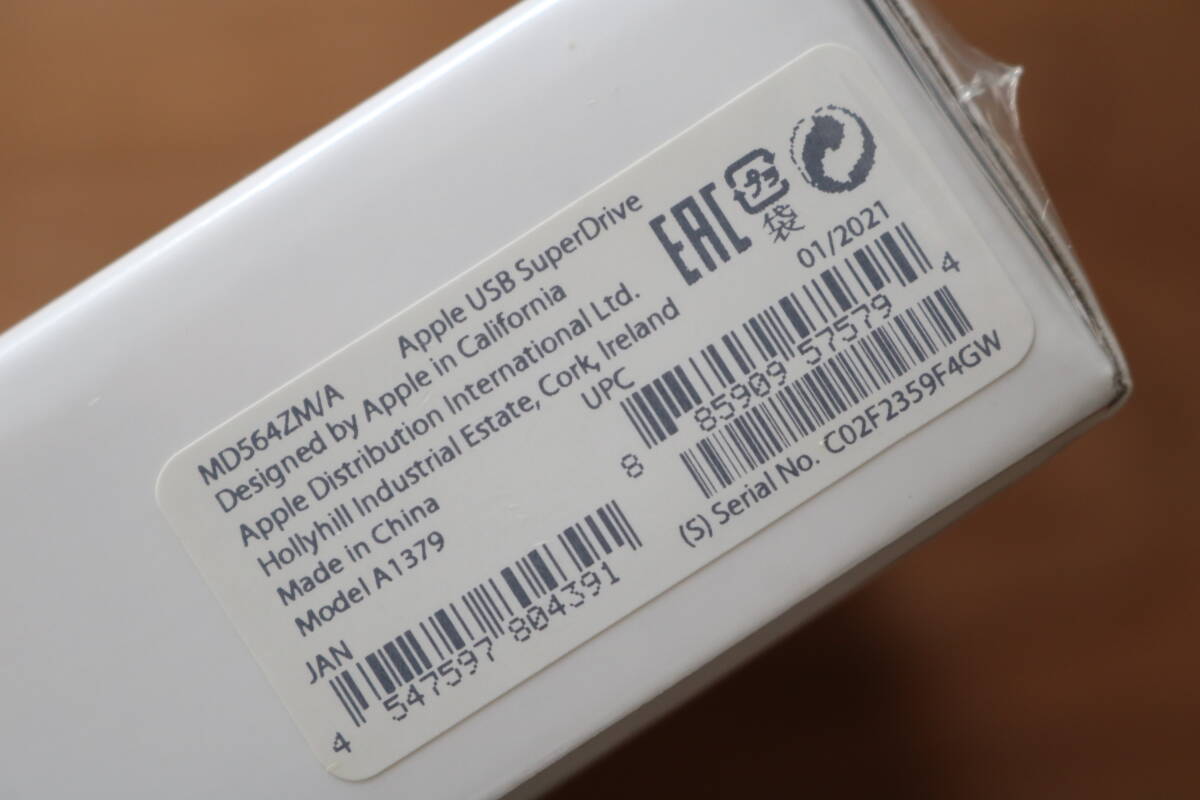 MD564ZM/A Apple USB SuperDrive
Designed by Apple in California
Apple Distribution International Ltd.
Hollyhill Industrial Estate, Cork, Ireland
Made in China
Model A1379
EAC
プラ
袋
01/2021
UPC
8 85909 57579 4
(S) Serial No. C02F2359F4GW
JAN
4 547597 804391